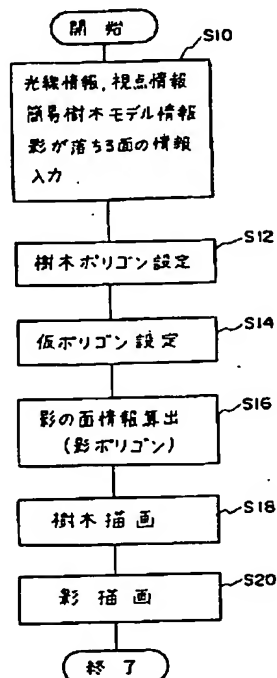 開始
S10
光線情報,視点情報
簡易樹木モデル情報
影が落ちる面の情報
入力
S12
樹木ポリゴン設定
S14
仮ポリゴン設定
S16
影の面情報算出
(影ポリゴン)
S18
樹木描画
S20
影描画
終了